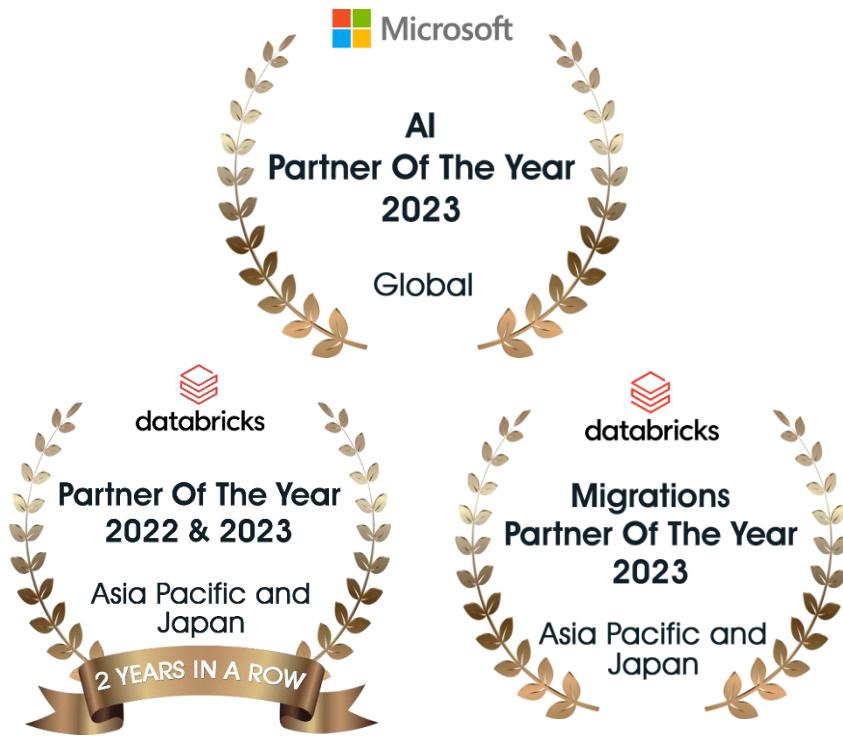 Microsoft
AI
Partner Of The Year
2023
Global
databricks
Partner Of The Year
2022 & 2023
Asia Pacific and
Japan
2 YEARS IN A ROW
databricks
Migrations
Partner Of The Year
2023
Asia Pacific and
Japan